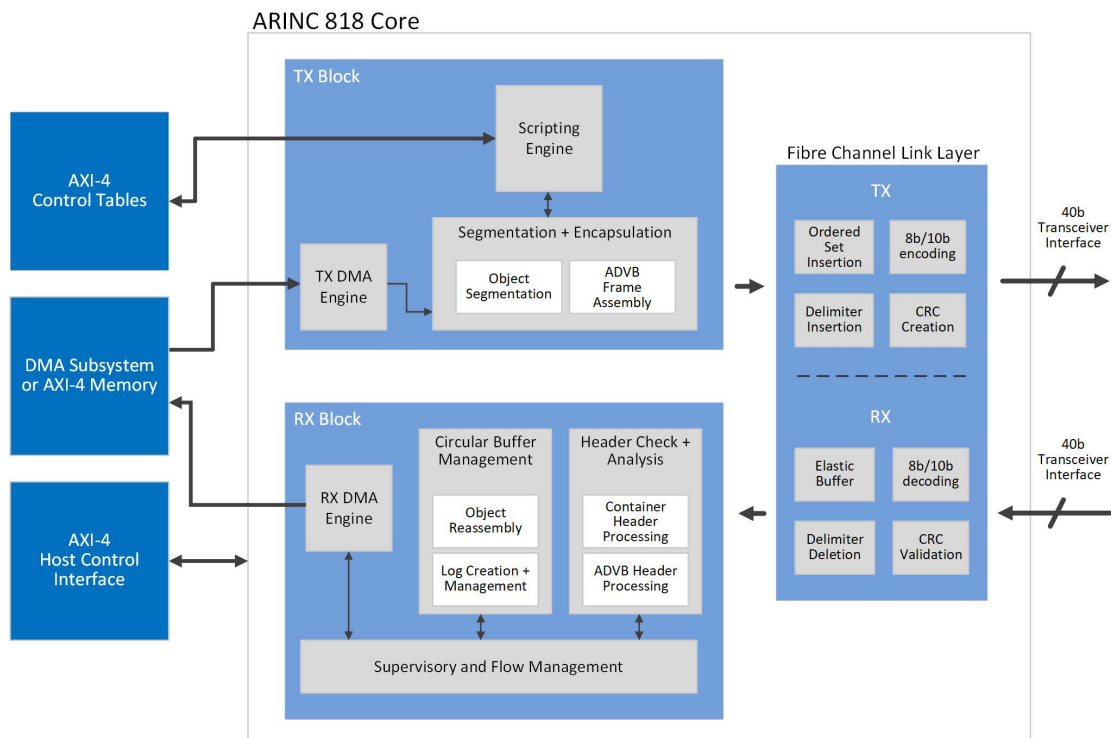 ARINC 818 Core
TX Block
Scripting
Engine
AXI-4
Control Tables
Segmentation + Encapsulation
Object
Segmentation
ADVB
Frame
Assembly
TX DMA
Engine
DMA Subsystem
or AXI-4 Memory
RX Block
Circular Buffer
Management
Object
Reassembly
Log Creation +
Management
Header Check +
Analysis
Container
Header
Processing
ADVB Header
Processing
RX DMA
Engine
AXI-4
Host Control
Interface
Supervisory and Flow Management
Fibre Channel Link Layer
TX
Ordered
Set
Insertion
8b/10b
encoding
Delimiter
Insertion
CRC
Creation
RX
Elastic
Buffer
8b/10b
decoding
Delimiter
Deletion
CRC
Validation
40b
Transceiver
Interface
40b
Transceiver
Interface